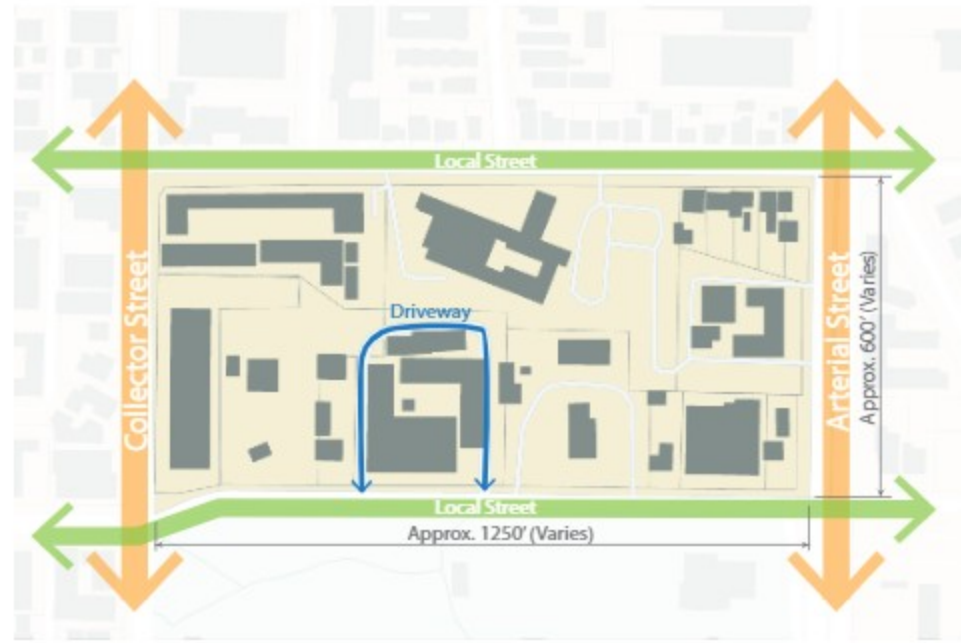 Local Street
Collector Street
Driveway
Arterial Street
Approx. 600' (Varies)
Local Street
Approx. 1250' (Varies)